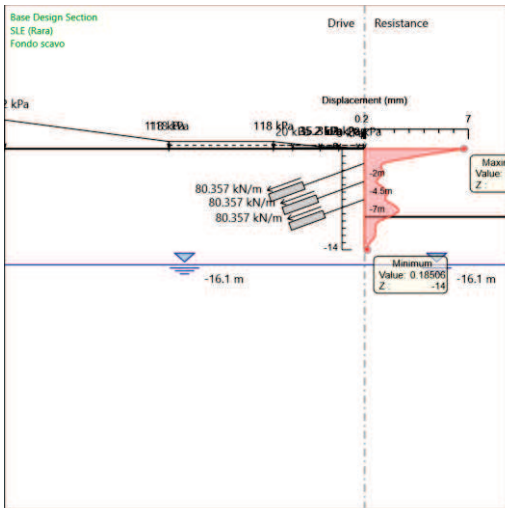 Base Design Section
SLE (Rara)
Fondo scavo
Drive
Resistance
Displacement (mm)
0.2
7
2 kPa
118 kPa
-2m
-4.5m
-7m
80.357 kN/m
80.357 kN/m
80.357 kN/m
-14
Value:
Z :
Minimum
Value: 0.18506
Z : -14
-16.1 m
-16.1 m